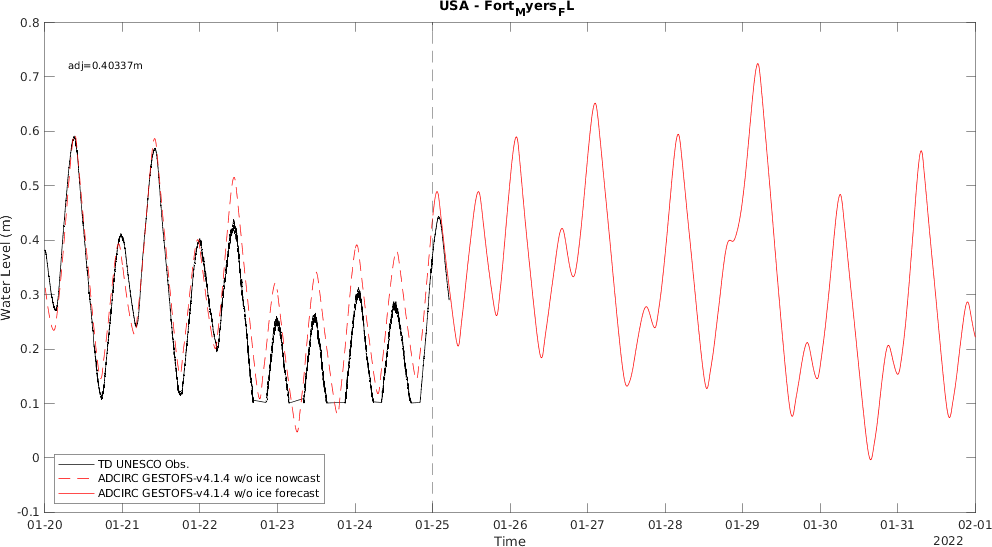 USA - Fort_Myers_FL
adj=0.40337m
Water Level (m)
0.8
0.7
0.6
0.5
0.4
0.3
0.2
0.1
0
-0.1
TD UNESCO Obs.
ADCIRC GESTOFS-v4.1.4 w/o ice nowcast
ADCIRC GESTOFS-v4.1.4 w/o ice forecast
01-20 01-21 01-22 01-23 01-24 01-25 01-26 01-27 01-28 01-29 01-30 01-31 02-01
Time
2022